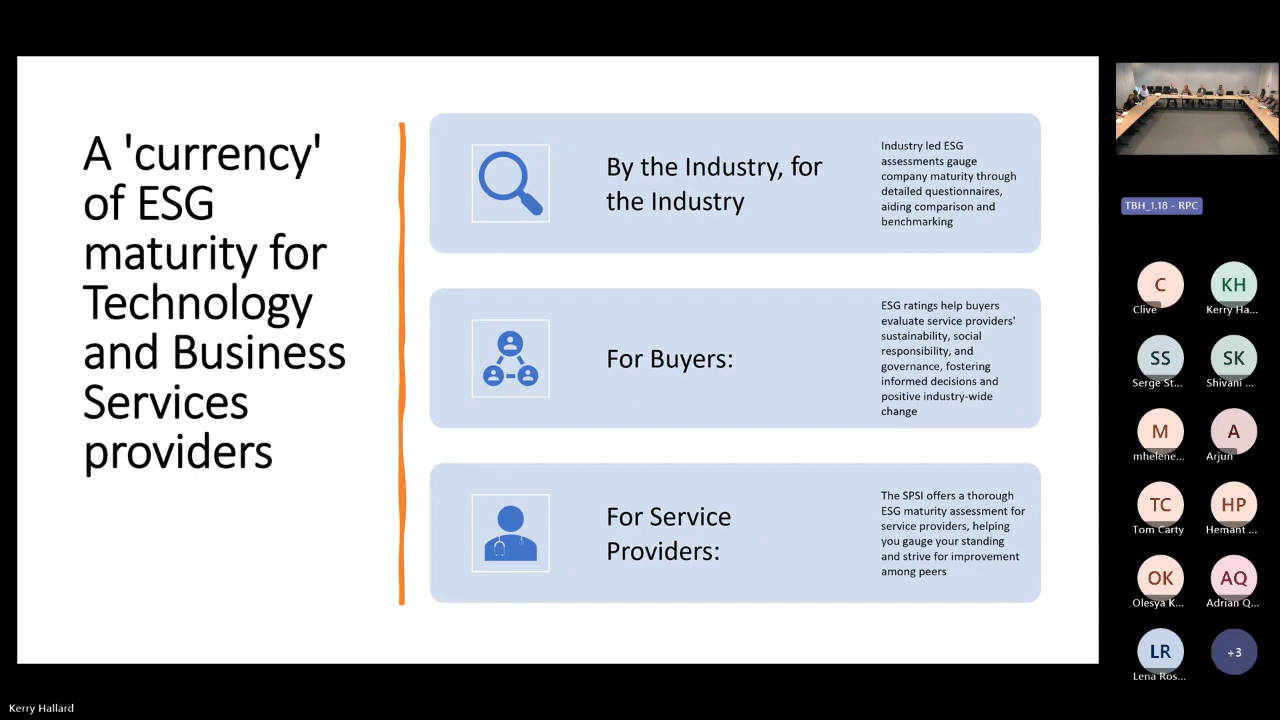 A 'currency'
of ESG
maturity for
Technology
and Business
Services
providers
By the Industry, for
the Industry
Industry led ESG
assessments gauge
company maturity through
detailed questionnaires,
aiding comparison and
benchmarking
For Buyers:
ESG ratings help buyers
evaluate service providers'
sustainability, social
responsibility, and
governance, fostering
informed decisions and
positive industry-wide
change
For Service
Providers:
The SPSI offers a thorough
ESG maturity assessment for
service providers, helping
you gauge your standing
and strive for improvement
among peers
TBH_1.18 - RPC
C
Clive
KH
Kerry Ha...
SS
Serge St...
SK
Shivani ...
M
mhelene...
A
Arjun
TC
Tom Carty
HP
Hemant ...
OK
Olesya K...
AQ
Adrian Q...
LR
Lena Ros...
+3
Kerry Hallard